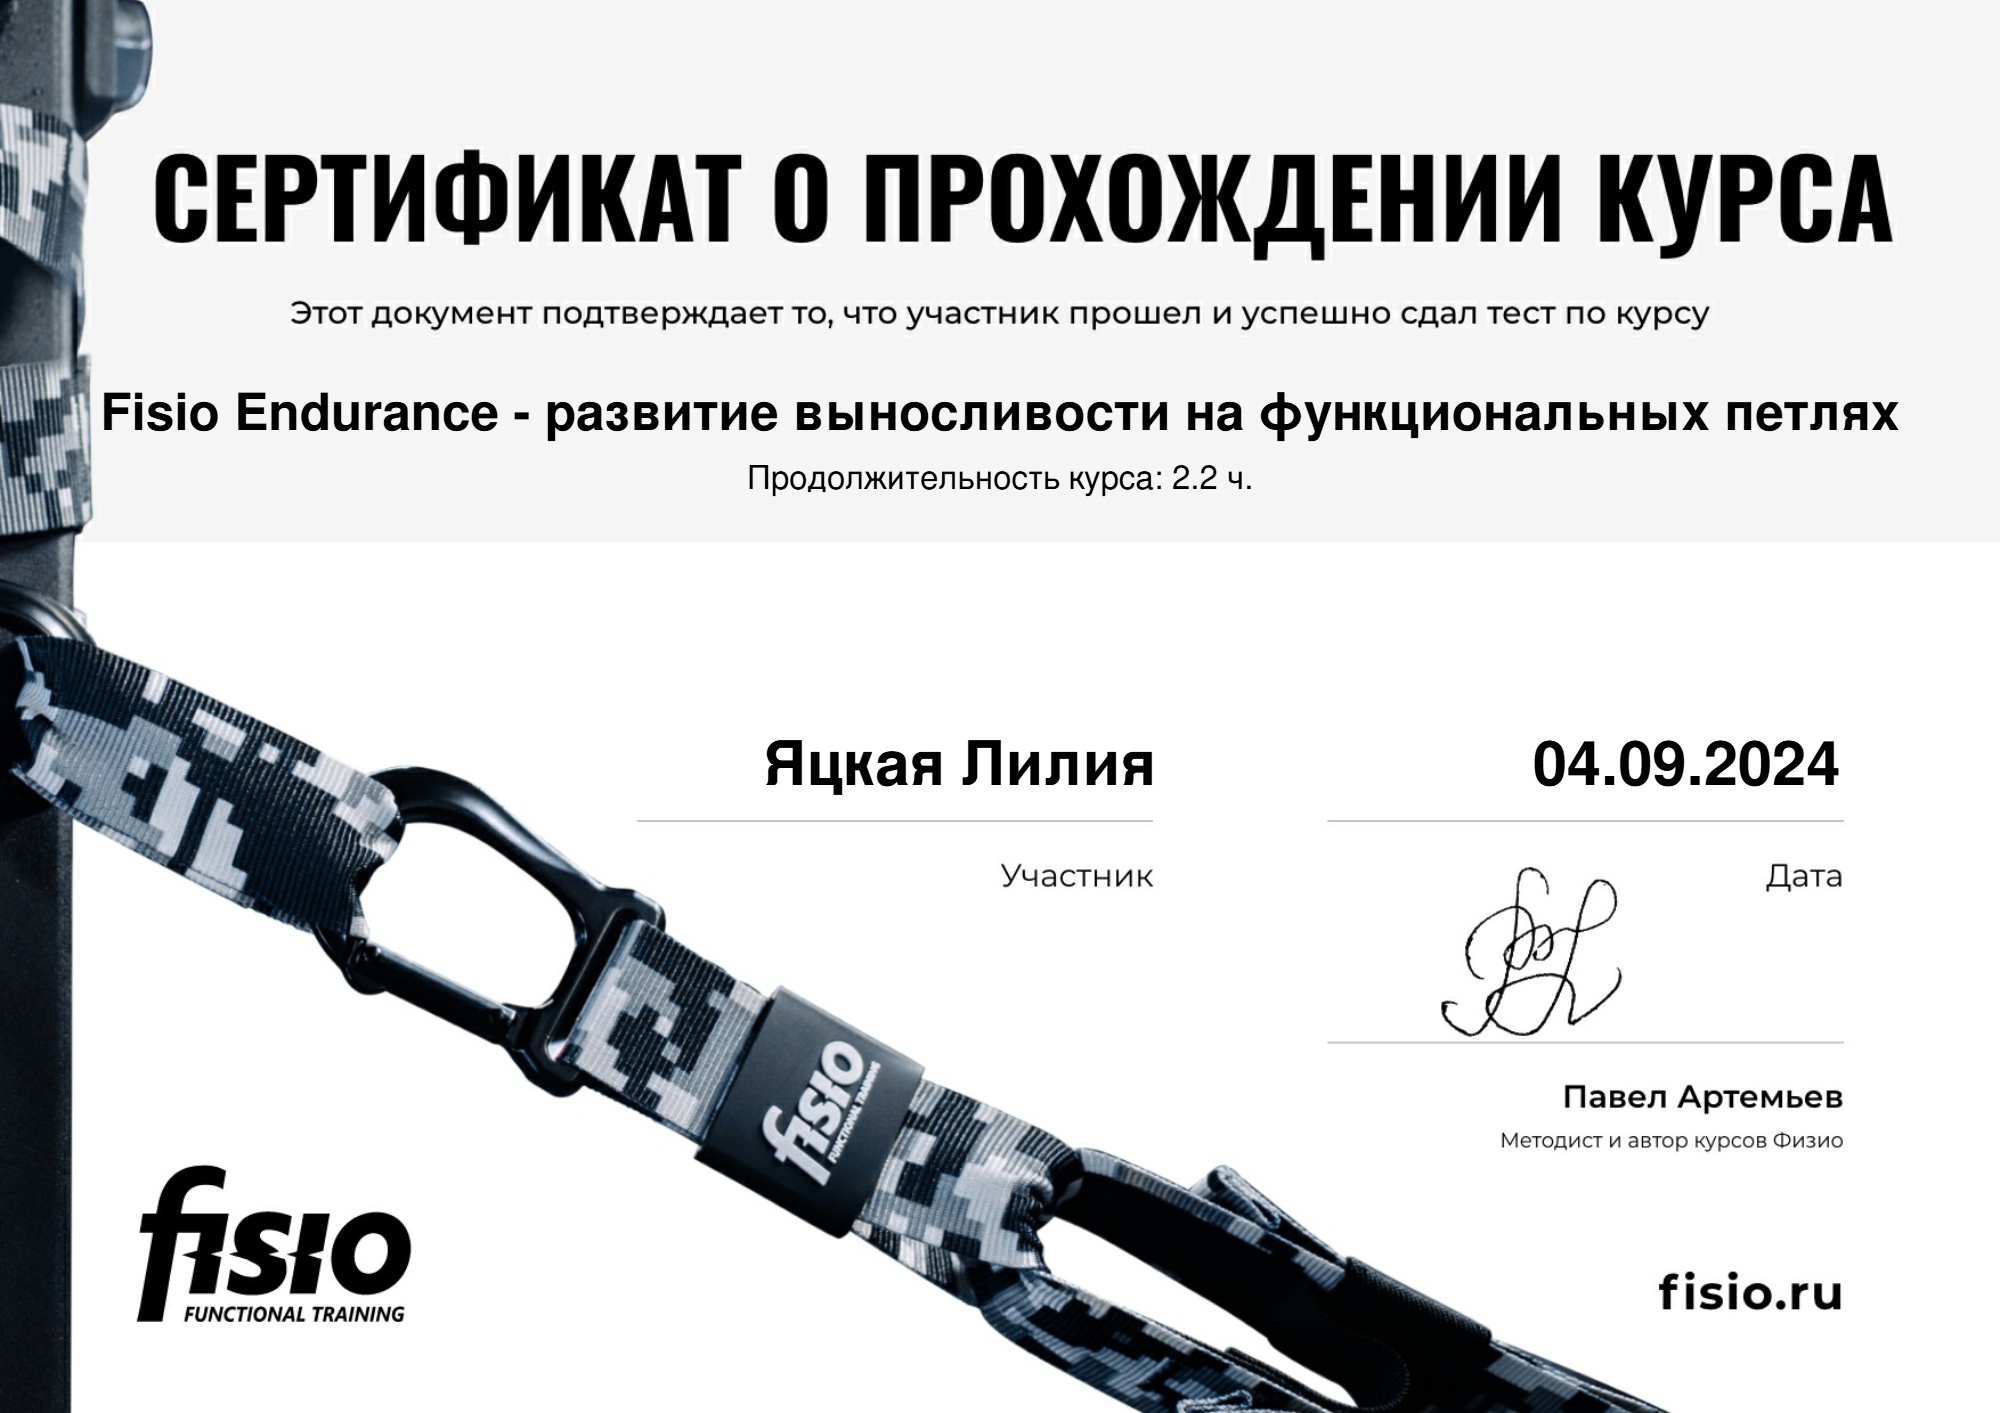 СЕРТИФИКАТ О ПРОХОЖДЕНИИ КУРСА
Этот документ подтверждает то, что участник прошел и успешно сдал тест по курсу
Fisio Endurance - развитие выносливости на функциональных петлях
Продолжительность курса: 2.2 ч.
Яцкая Лилия
04.09.2024
Участник
Дата
Павел Артемьев
Методист и автор курсов Физио
fisio
FUNCTIONAL TRAINING
fisio
FUNCTIONAL TRAINING
fisio.ru